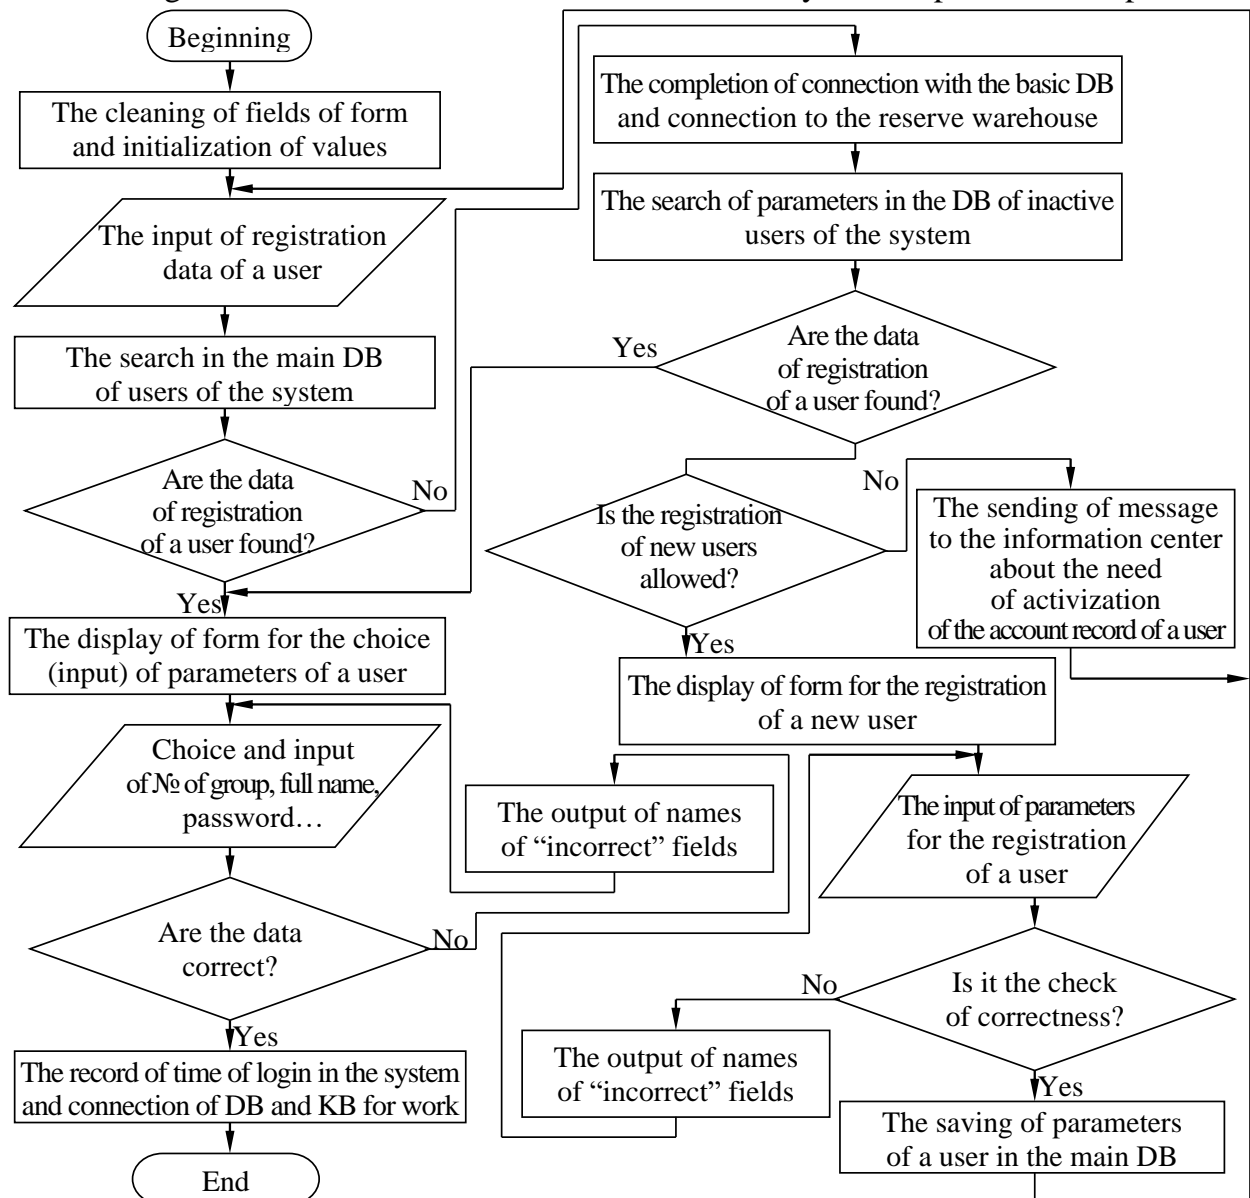 Beginning
The cleaning of fields of form
and initialization of values
The input of registration
data of a user
The search in the main DB
of users of the system
Are the data
of registration
of a user found?
No
Yes
The display of form for the choice
(input) of parameters of a user
Choice and input
of № of group, full name,
password…
Are the data
correct?
No
Yes
The record of time of login in the system
and connection of DB and KB for work
End
The completion of connection with the basic DB
and connection to the reserve warehouse
The search of parameters in the DB of inactive
users of the system
Are the data
of registration
of a user found?
Yes
Is the registration
of new users
allowed?
No
The sending of message
to the information center
about the need
of activization
of the account record of a user
Yes
The display of form for the registration
of a new user
The output of names
of “incorrect” fields
The input of parameters
for the registration
of a user
Is it the check
of correctness?
No
The output of names
of “incorrect” fields
Yes
The saving of parameters
of a user in the main DB